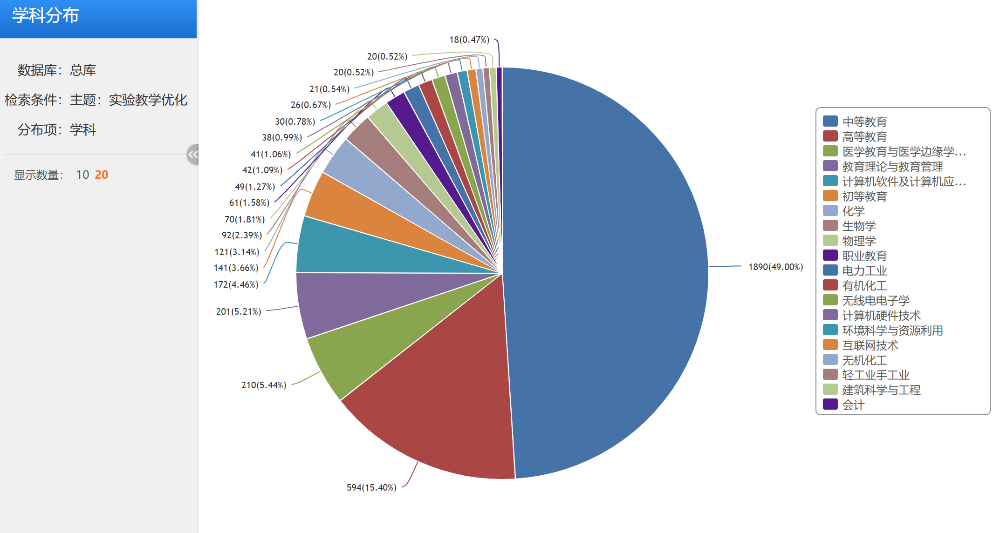 学科分布
数据库：总库
检索条件：主题：实验教学优化
分布项：学科
显示数量： 10 20
18(0.47%)
20(0.52%)
20(0.52%)
21(0.54%)
26(0.67%)
30(0.78%)
38(0.99%)
41(1.06%)
42(1.09%)
49(1.27%)
61(1.58%)
70(1.81%)
92(2.39%)
121(3.14%)
141(3.66%)
172(4.46%)
201(5.21%)
210(5.44%)
594(15.40%)
1890(49.00%)
中等教育
高等教育
医学教育与医学边缘学...
教育理论与教育管理
计算机软件及计算机应...
初等教育
化学
生物学
物理学
职业教育
电力工业
有机化工
无线电电子学
计算机硬件技术
环境科学与资源利用
互联网技术
无机化工
轻工业手工业
建筑科学与工程
会计